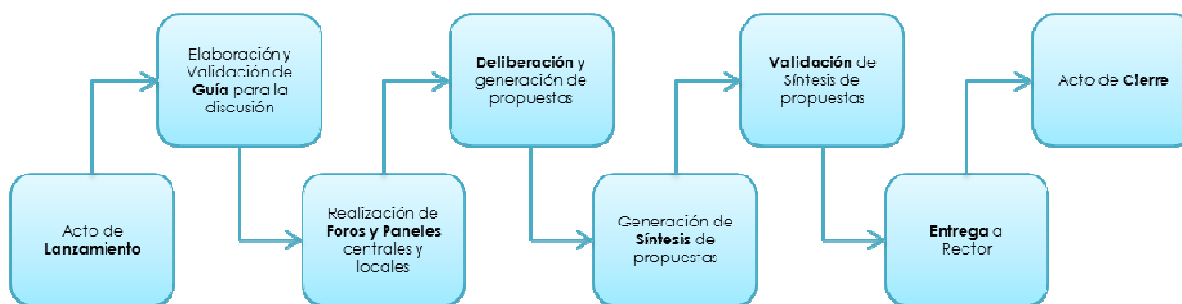 Acto de
Lanzamiento
Elaboración y
Validación de
Guía para la
discusión
Realización de
Foros y Paneles
centrales y
locales
Deliberación y
generación de
propuestas
Generación de
Síntesis de
propuestas
Validación de
Síntesis de
propuestas
Entrega a
Rector
Acto de Cierre